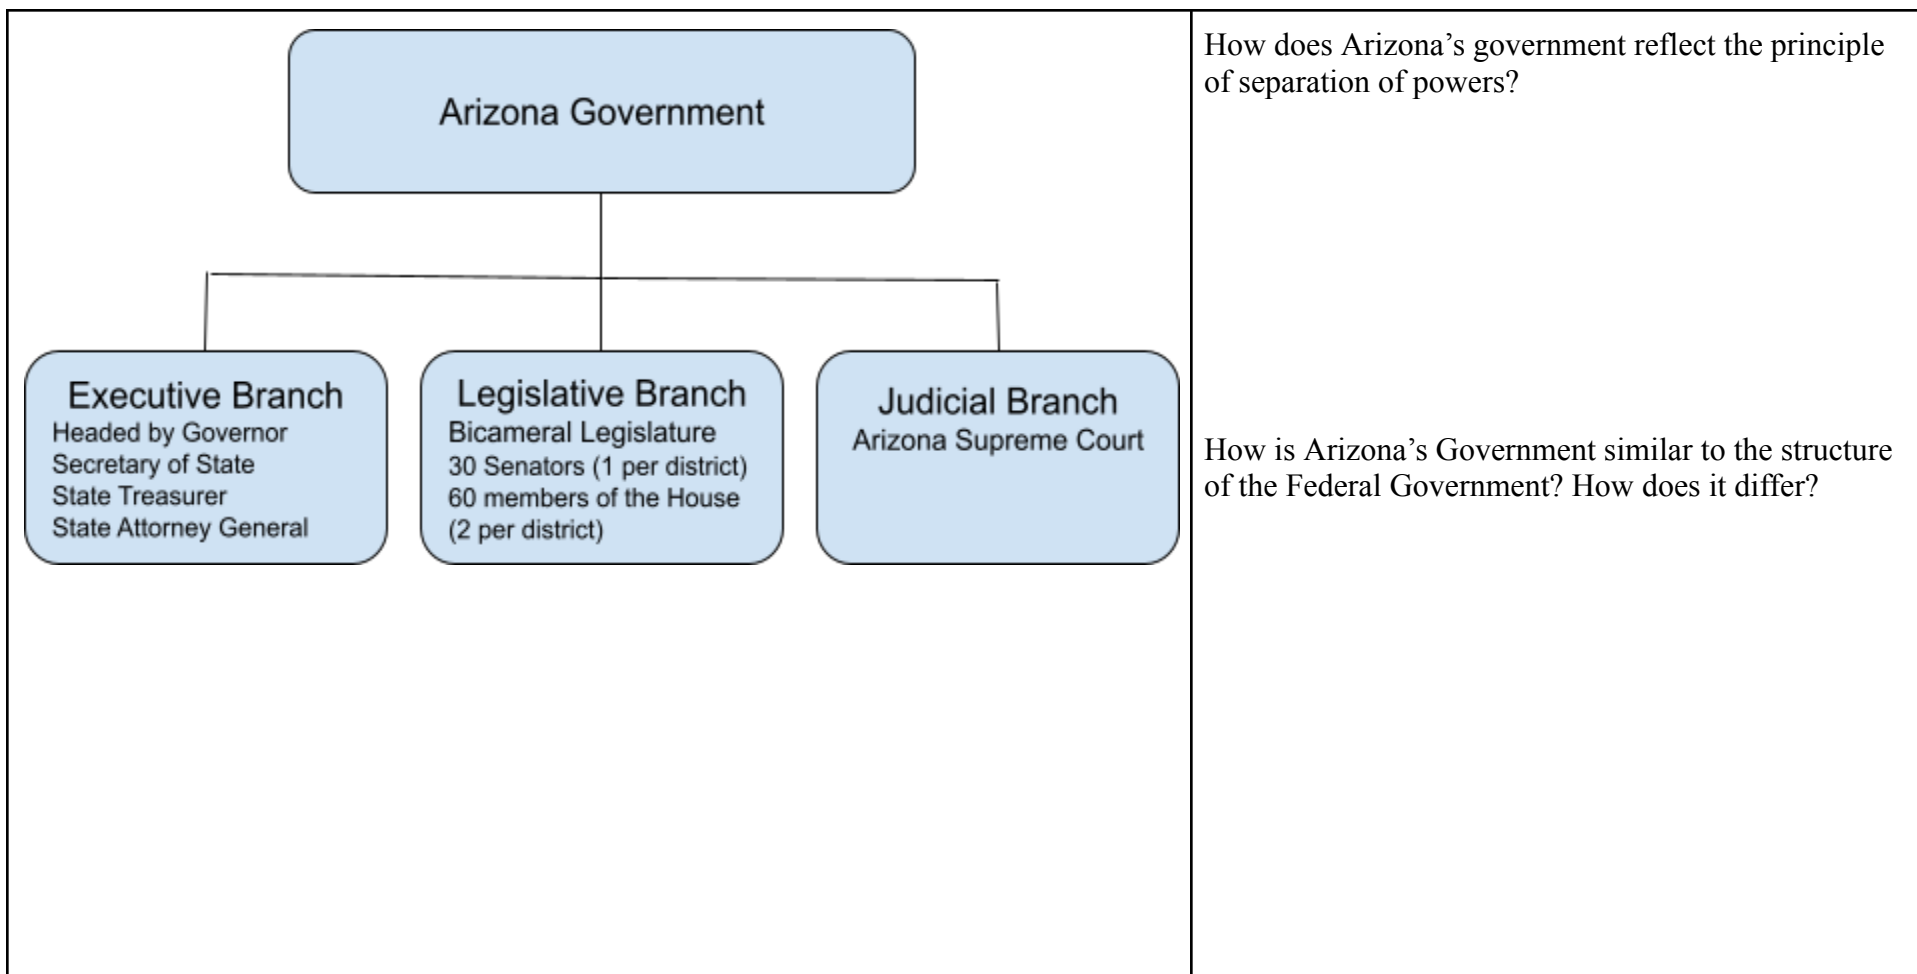 Arizona Government
Executive Branch
Headed by Governor
Secretary of State
State Treasurer
State Attorney General
Legislative Branch
Bicameral Legislature
30 Senators (1 per district)
60 members of the House
(2 per district)
Judicial Branch
Arizona Supreme Court
How does Arizona’s government reflect the principle
of separation of powers?
How is Arizona’s Government similar to the structure
of the Federal Government? How does it differ?